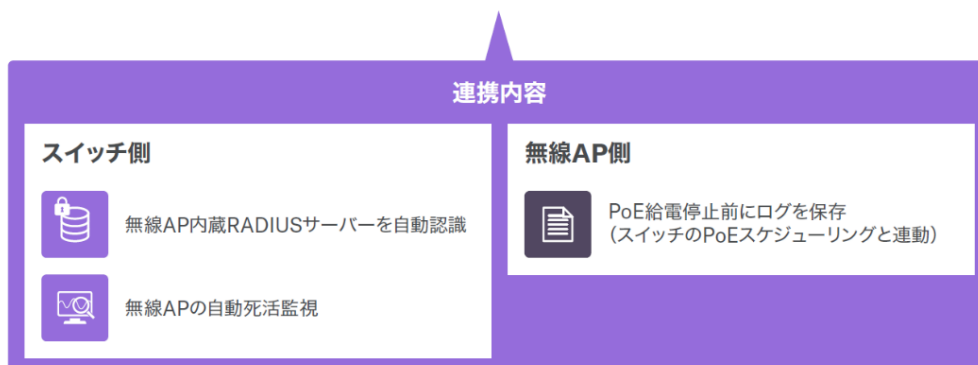 連携内容
スイッチ側
無線AP内蔵RADIUSサーバーを自動認識
無線APの自動死活監視
無線AP側
PoE給電停止前にログを保存
（スイッチのPoEスケジューリングと連動）